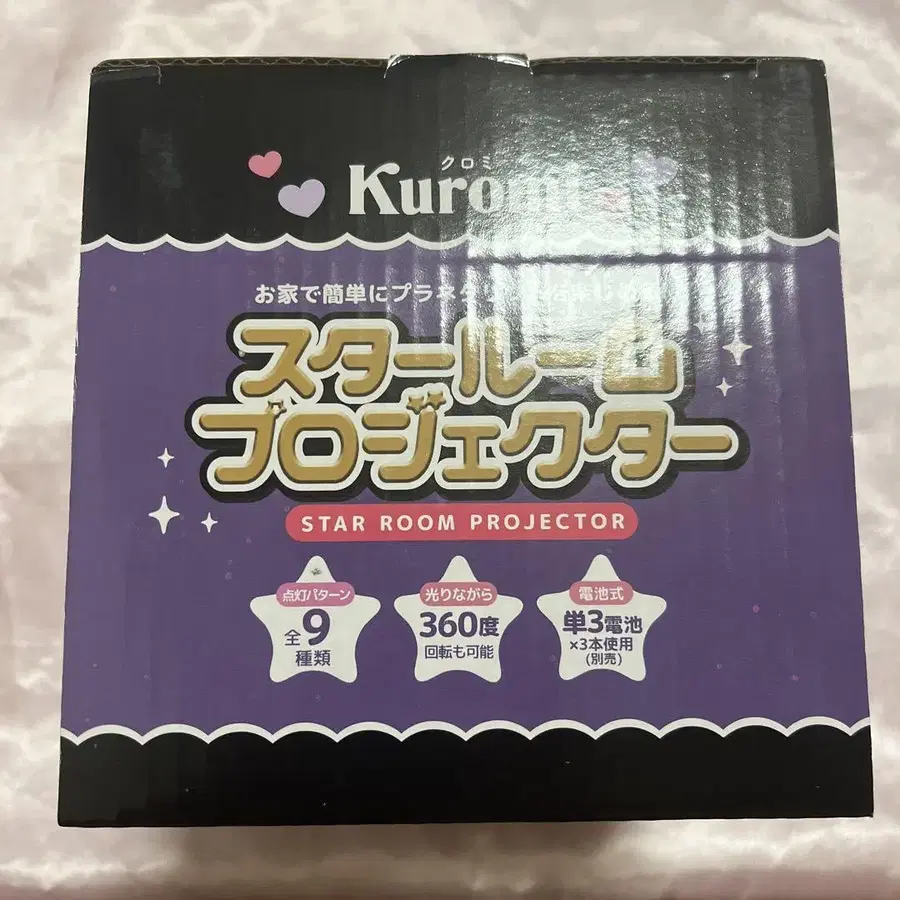 クロミ
Kuromi
お家で簡単にプラネタ
スタールーム
プロジェクター
STAR ROOM PROJECTOR
点灯パターン
全9
種類
光りながら
360度
回転も可能
電池式
単3電池
×3本使用
(別売)